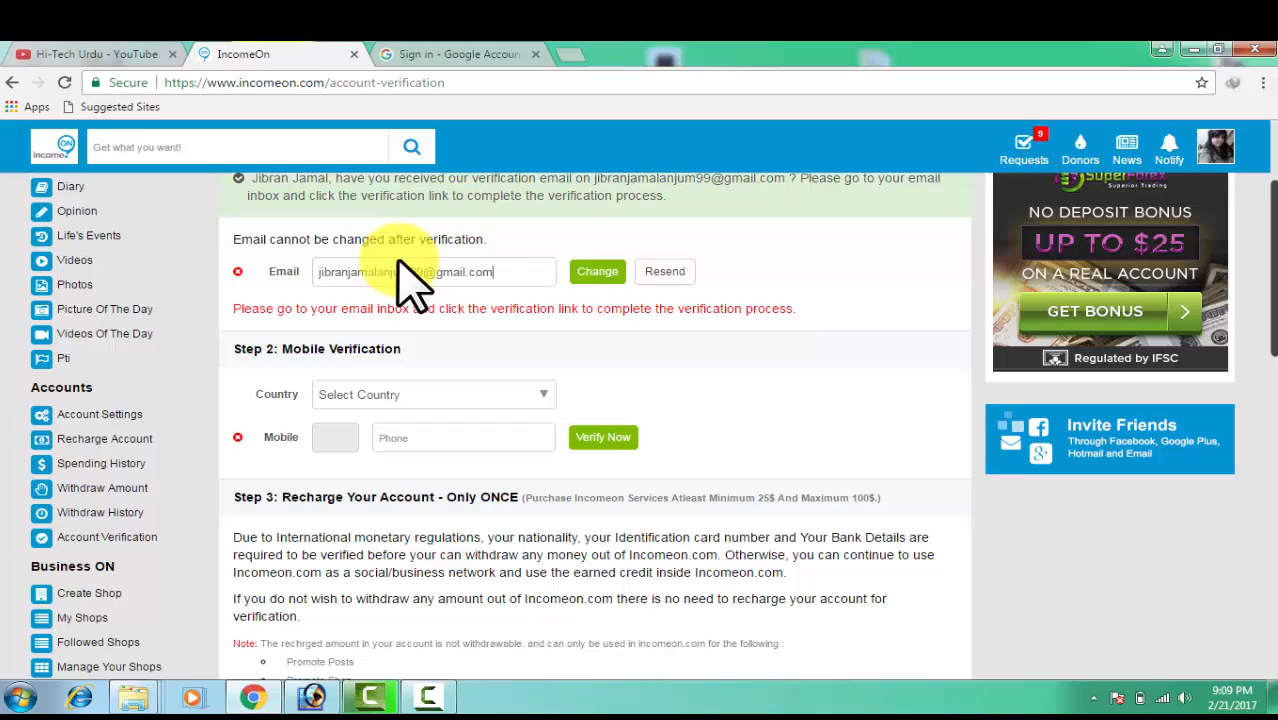 Hi-Tech Urdu - YouTube
IncomeOn
Sign in - Google Accoun
Secure
https://www.incomeon.com/account-verification
Apps
Suggested Sites
income ON
Get what you want!
9
Requests
Donors
News
Notify
Diary
Opinion
Life's Events
Videos
Photos
Picture Of The Day
Videos Of The Day
Pti
Accounts
Account Settings
Recharge Account
Spending History
Withdraw Amount
Withdraw History
Account Verification
Business ON
Create Shop
My Shops
Followed Shops
Manage Your Shops
Jibran Jamal, have you received our verification email on jibranjamalanjum99@gmail.com ? Please go to your email
inbox and click the verification link to complete the verification process.
Email cannot be changed after verification.
Email
jibranjamalanjum99@gmail.com
Change
Resend
Please go to your email inbox and click the verification link to complete the verification process.
Step 2: Mobile Verification
Country
Select Country
Mobile
Phone
Verify Now
Step 3: Recharge Your Account - Only ONCE (Purchase Incomeon Services Atleast Minimum 25$ And Maximum 100$.)
Due to International monetary regulations, your nationality, your Identification card number and Your Bank Details are
required to be verified before your can withdraw any money out of Incomeon.com. Otherwise, you can continue to use
Incomeon.com as a social/business network and use the earned credit inside Incomeon.com.
If you do not wish to withdraw any amount out of Incomeon.com there is no need to recharge your account for
verification.
Note: The rechrged amount in your account is not withdrawable. and can only be used in incomeon.com for the following :
Promote Posts
SuperForex
Superior Trading
NO DEPOSIT BONUS
UP TO $25
ON A REAL ACCOUNT
GET BONUS
Regulated by IFSC
Invite Friends
Through Facebook, Google Plus,
Hotmail and Email
9:09 PM
2/21/2017